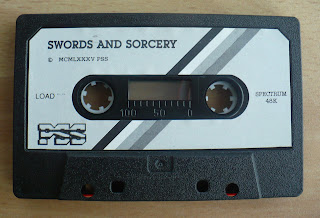 SWORDS AND SORCERY
© MCMLXXXV PSS
LOAD
SPECTRUM
48K
100 50 0
PSS